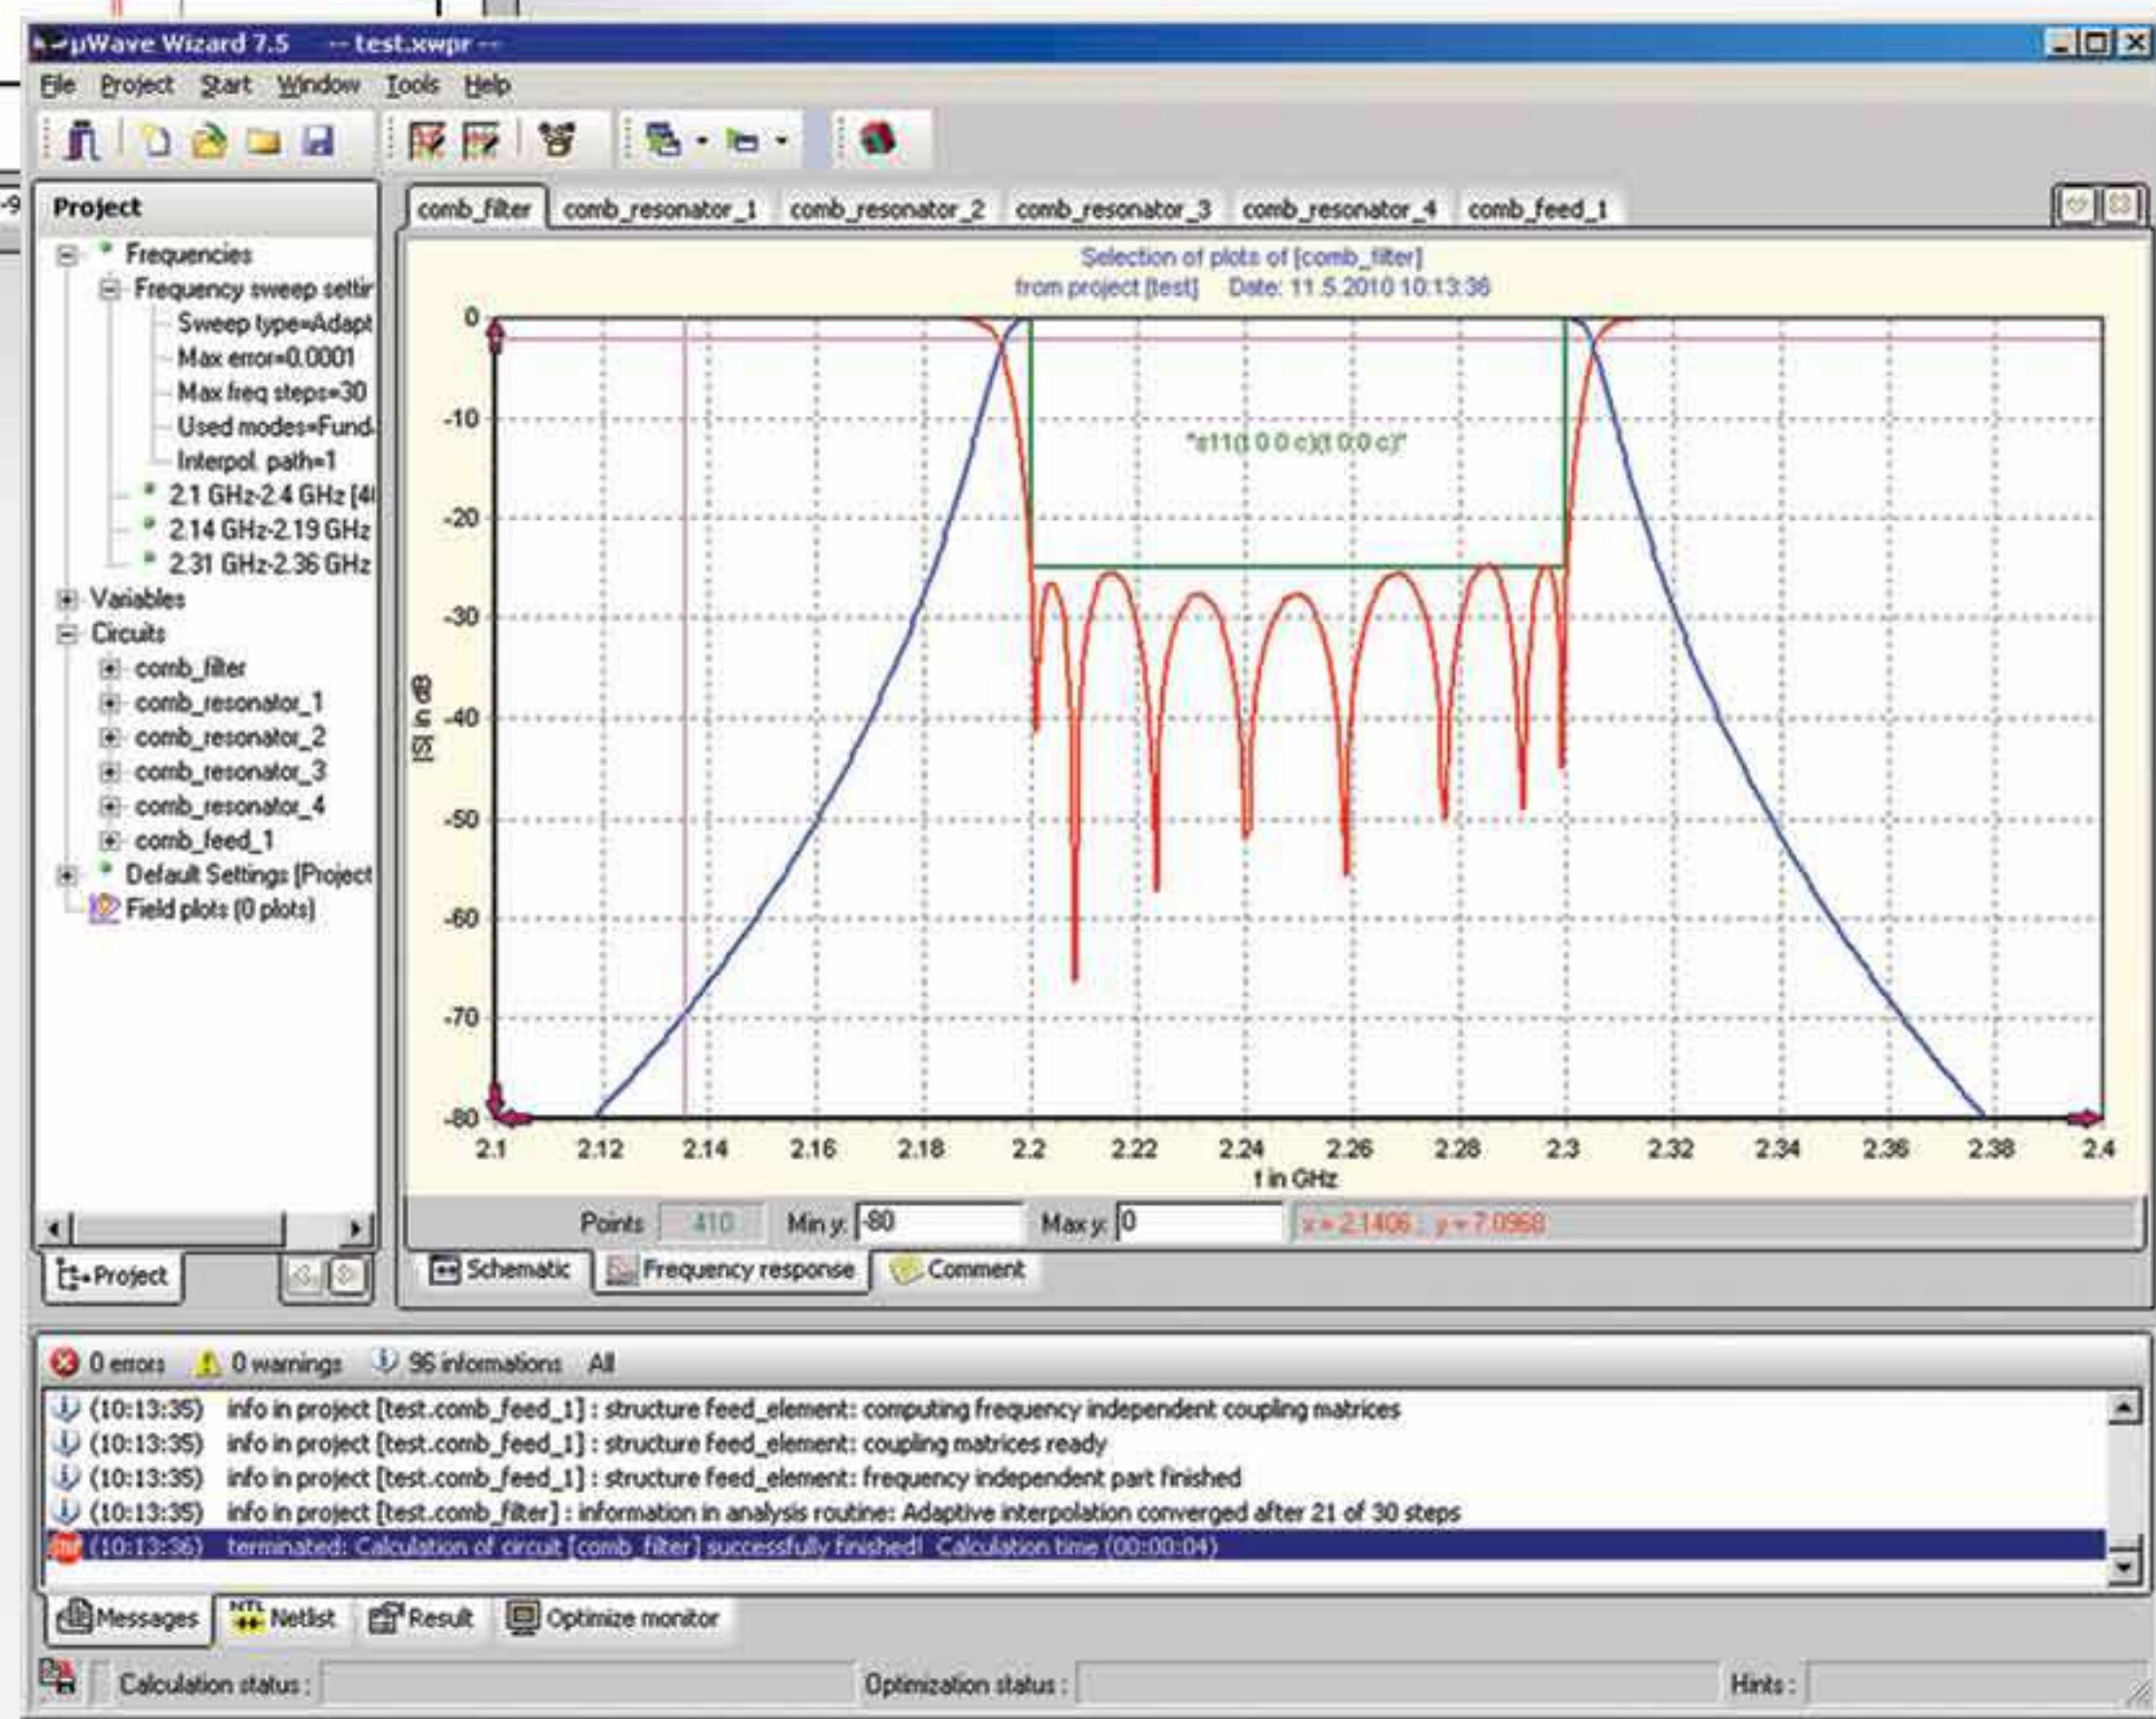 µWave Wizard 7.5 -- test.xwpr --
File Project Start Window Tools Help
-9
Project
Frequencies
Frequency sweep settir
Sweep type=Adapt
Max error=0.0001
Max freq steps=30
Used modes=Fund
Interpol. path=1
2.1 GHz-2.4 GHz [4
2.14 GHz-2.19 GHz
2.31 GHz-2.36 GHz
Variables
Circuits
comb_filter
comb_resonator_1
comb_resonator_2
comb_resonator_3
comb_resonator_4
comb_feed_1
Default Settings [Project
Field plots (0 plots)
Project
comb_filter comb_resonator_1 comb_resonator_2 comb_resonator_3 comb_resonator_4 comb_feed_1
Selection of plots of [comb_filter]
from project [test] Date: 11.5.2010 10:13:36
"s11(t 0 0 c)(t 0 0 c)"
|S| in dB
0
-10
-20
-30
-40
-50
-60
-70
-80
2.1 2.12 2.14 2.16 2.18 2.2 2.22 2.24 2.26 2.28 2.3 2.32 2.34 2.36 2.38 2.4
f in GHz
Points 410 Min y: -80 Max y: 0 x = 2.1406 ; y = 7.0968
Schematic Frequency response Comment
0 errors 0 warnings 96 informations All
(10:13:35) info in project [test.comb_feed_1] : structure feed_element: computing frequency independent coupling matrices
(10:13:35) info in project [test.comb_feed_1] : structure feed_element: coupling matrices ready
(10:13:35) info in project [test.comb_feed_1] : structure feed_element: frequency independent part finished
(10:13:35) info in project [test.comb_filter] : information in analysis routine: Adaptive interpolation converged after 21 of 30 steps
(10:13:36) terminated: Calculation of circuit [comb_filter] successfully finished! Calculation time (00:00:04)
Messages NTL Netlist Result Optimize monitor
Calculation status : Optimization status : Hints :